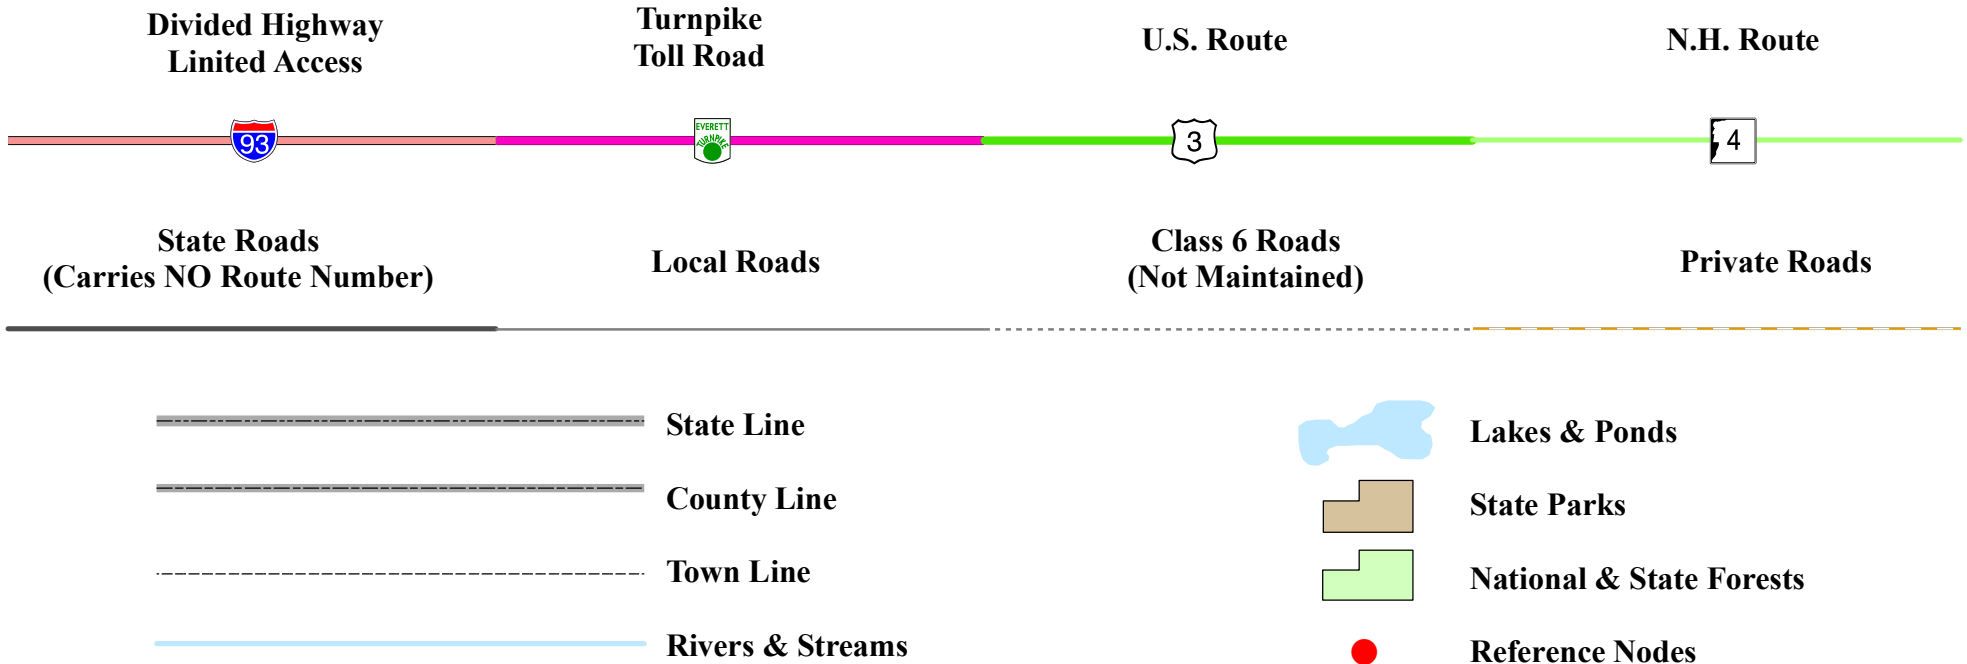 Divided Highway
Linited Access
Turnpike
Toll Road
U.S. Route
N.H. Route
93
EVERETT
TURNPIKE
3
4
State Roads
(Carries NO Route Number)
Local Roads
Class 6 Roads
(Not Maintained)
Private Roads
State Line
County Line
Town Line
Rivers & Streams
Lakes & Ponds
State Parks
National & State Forests
Reference Nodes